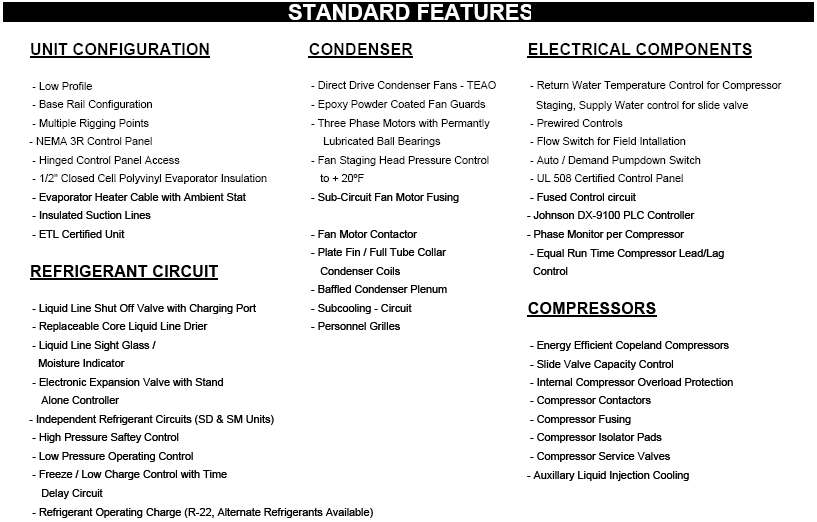 STANDARD FEATURES
UNIT CONFIGURATION
- Low Profile
- Base Rail Configuration
- Multiple Rigging Points
- NEMA 3R Control Panel
- Hinged Control Panel Access
- 1/2" Closed Cell Polyvinyl Evaporator Insulation
- Evaporator Heater Cable with Ambient Stat
- Insulated Suction Lines
- ETL Certified Unit
REFRIGERANT CIRCUIT
- Liquid Line Shut Off Valve with Charging Port
- Replaceable Core Liquid Line Drier
- Liquid Line Sight Glass /
Moisture Indicator
- Electronic Expansion Valve with Stand
Alone Controller
- Independent Refrigerant Circuits (SD & SM Units)
- High Pressure Saftey Control
- Low Pressure Operating Control
- Freeze / Low Charge Control with Time
Delay Circuit
- Refrigerant Operating Charge (R-22, Alternate Refrigerants Available)
CONDENSER
- Direct Drive Condenser Fans - TEAO
- Epoxy Powder Coated Fan Guards
- Three Phase Motors with Permantly
Lubricated Ball Bearings
- Fan Staging Head Pressure Control
to + 20ºF
- Sub-Circuit Fan Motor Fusing
- Fan Motor Contactor
- Plate Fin / Full Tube Collar
Condenser Coils
- Baffled Condenser Plenum
- Subcooling - Circuit
- Personnel Grilles
ELECTRICAL COMPONENTS
- Return Water Temperature Control for Compressor
Staging, Supply Water control for slide valve
- Prewired Controls
- Flow Switch for Field Intallation
- Auto / Demand Pumpdown Switch
- UL 508 Certified Control Panel
- Fused Control circuit
- Johnson DX-9100 PLC Controller
- Phase Monitor per Compressor
- Equal Run Time Compressor Lead/Lag
Control
COMPRESSORS
- Energy Efficient Copeland Compressors
- Slide Valve Capacity Control
- Internal Compressor Overload Protection
- Compressor Contactors
- Compressor Fusing
- Compressor Isolator Pads
- Compressor Service Valves
- Auxillary Liquid Injection Cooling